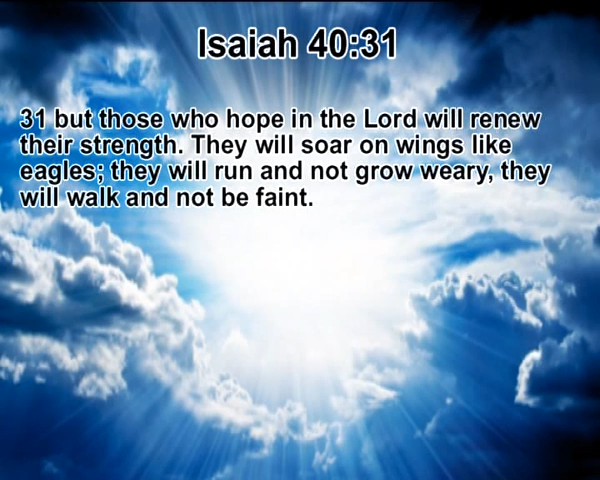 Isaiah 40:31
31 but those who hope in the Lord will renew
their strength. They will soar on wings like
eagles; they will run and not grow weary, they
will walk and not be faint.